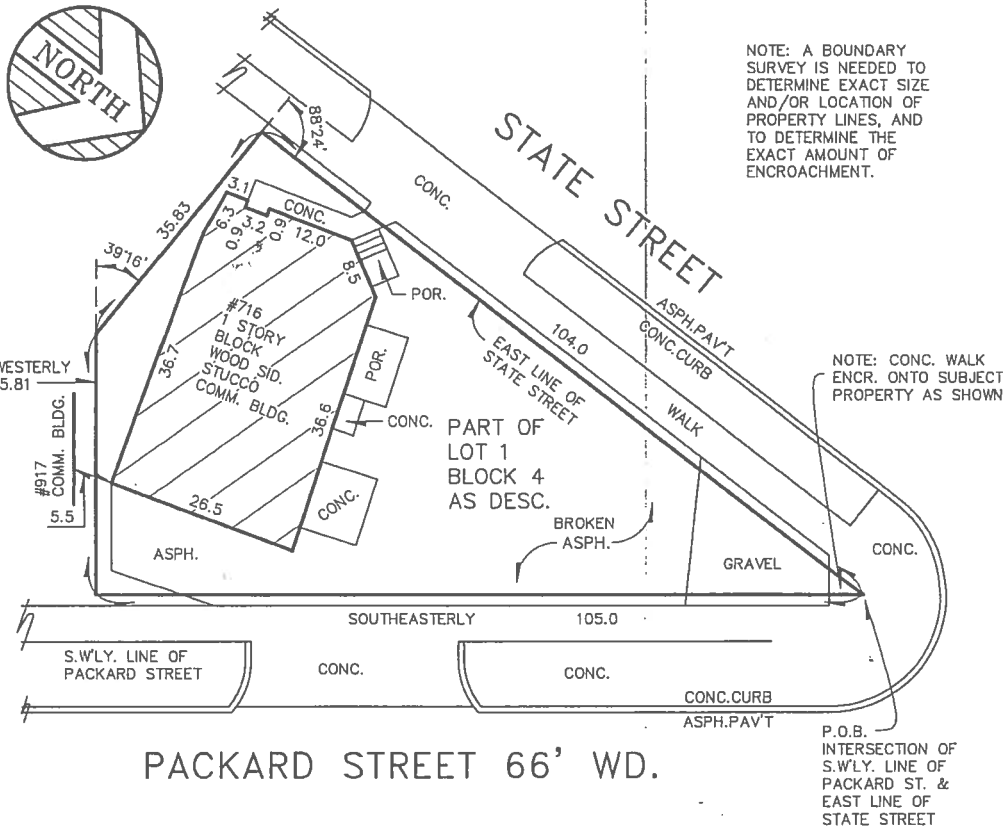 NORTH
NOTE: A BOUNDARY
SURVEY IS NEEDED TO
DETERMINE EXACT SIZE
AND/OR LOCATION OF
PROPERTY LINES, AND
TO DETERMINE THE
EXACT AMOUNT OF
ENCROACHMENT.
STATE STREET
88°24'
CONC.
35.83
3.1
CONC.
6.3
0.9
3.2
0.9
12.0
39°16'
8.5
POR.
ASPH.PAV'T
CONC.CURB
104.0
EAST LINE OF
STATE STREET
WALK
NOTE: CONC. WALK
ENCR. ONTO SUBJECT
PROPERTY AS SHOWN
#716
1 STORY
BLOCK
WOOD SID.
STUCCO
COMM. BLDG.
36.7
POR.
36.6
CONC.
WESTERLY
5.81
#917
COMM. BLDG.
5.5
PART OF
LOT 1
BLOCK 4
AS DESC.
26.5
CONC.
BROKEN
ASPH.
ASPH.
GRAVEL
CONC.
SOUTHEASTERLY 105.0
S.W'LY. LINE OF
PACKARD STREET
CONC.
CONC.
CONC.CURB
ASPH.PAV'T
PACKARD STREET 66' WD.
P.O.B.
INTERSECTION OF
S.W'LY. LINE OF
PACKARD ST. &
EAST LINE OF
STATE STREET